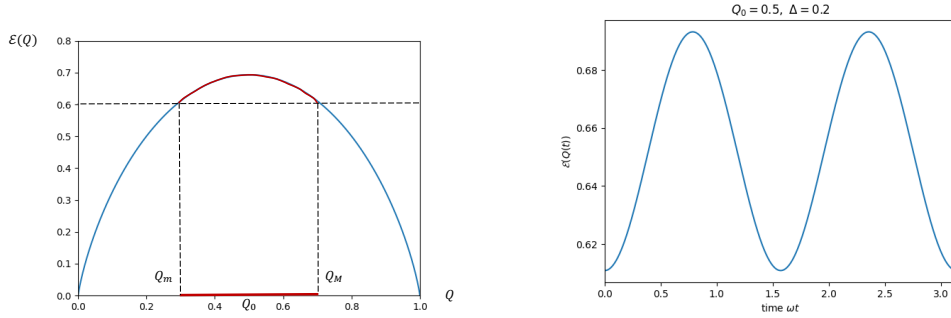 ℰ(Q)
0.8
0.7
0.6
0.5
0.4
0.3
0.2
0.1
0.0
Q_m
Q_0
Q_M
0.0 0.2 0.4 0.6 0.8 1.0
Q
Q_0 = 0.5, Δ = 0.2
ℰ(Q(t))
0.68
0.66
0.64
0.62
0.0 0.5 1.0 1.5 2.0 2.5 3.0
time ωt